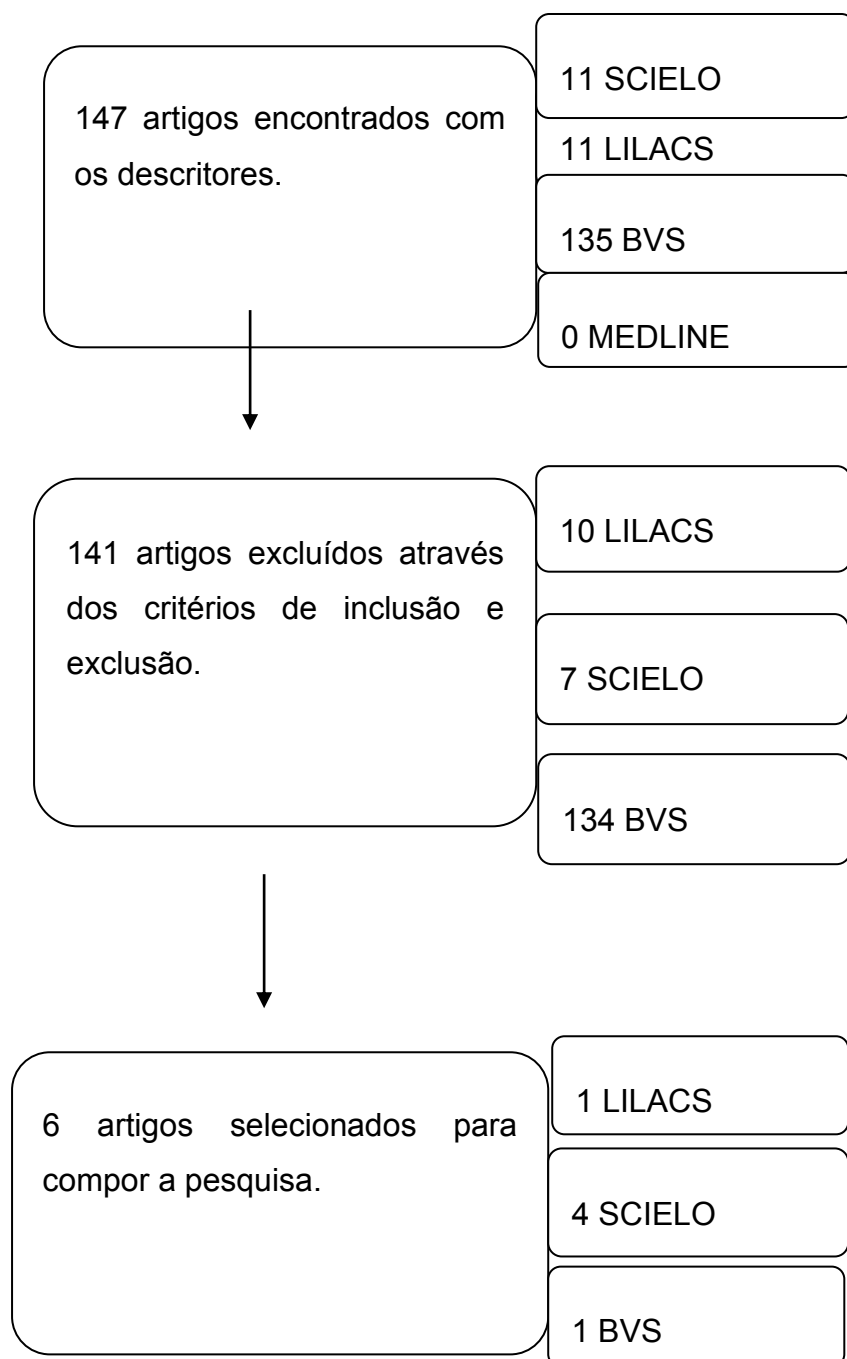 147 artigos encontrados com
os descritores.
11 SCIELO
11 LILACS
135 BVS
0 MEDLINE
141 artigos excluídos através
dos critérios de inclusão e
exclusão.
10 LILACS
7 SCIELO
134 BVS
6 artigos selecionados para
compor a pesquisa.
1 LILACS
4 SCIELO
1 BVS